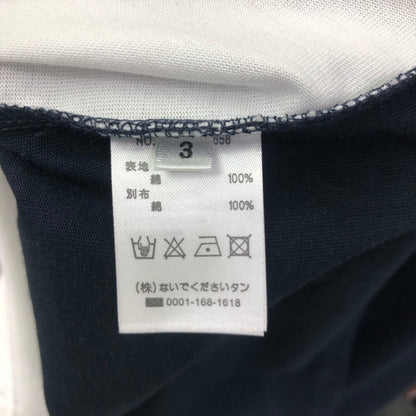 NO. 558
3
表地
綿 100%
別布
綿 100%
(株)ないでくださいタン
0001-168-1618